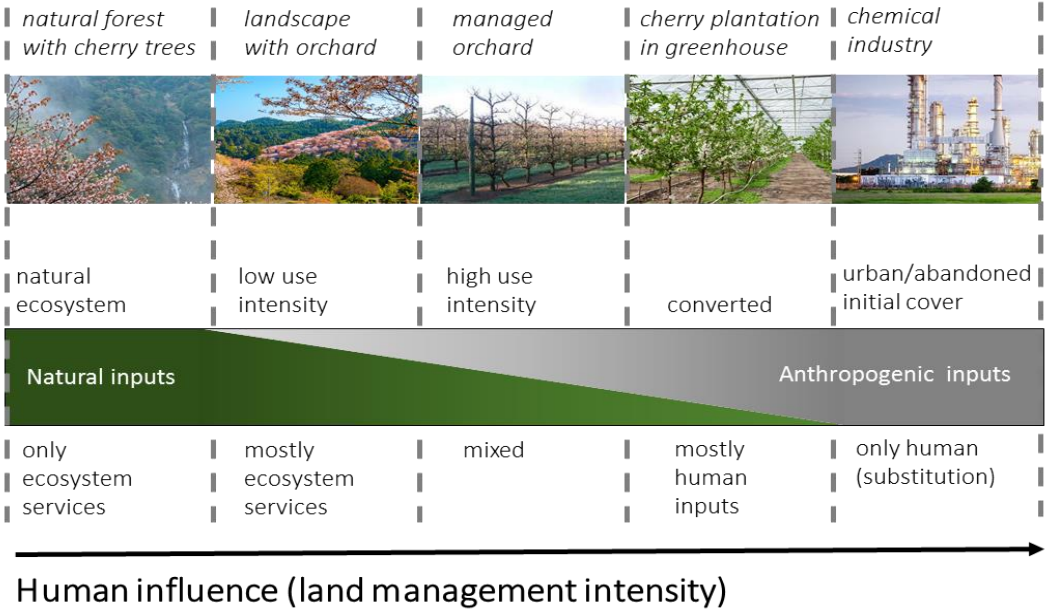 natural forest
with cherry trees
landscape
with orchard
managed
orchard
cherry plantation
in greenhouse
chemical
industry
natural
ecosystem
low use
intensity
high use
intensity
converted
urban/abandoned
initial cover
Natural inputs
Anthropogenic inputs
only
ecosystem
services
mostly
ecosystem
services
mixed
mostly
human
inputs
only human
(substitution)
Human influence (land management intensity)